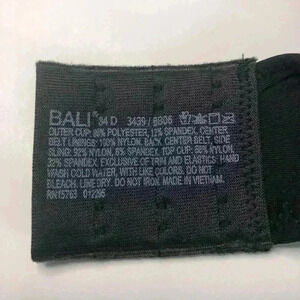 BALI® 34 D 3439 / BB06
OUTER CUP: 88% POLYESTER, 12% SPANDEX, CENTER
BELT LININGS: 100% NYLON. BACK, CENTER BELT, SIDE
SLING: 92% NYLON, 8% SPANDEX, TOP CUP: 68% NYLON,
32% SPANDEX, EXCLUSIVE OF TRIM AND ELASTICS. HAND
WASH COLD WATER, WITH LIKE COLORS. DO NOT
BLEACH. LINE DRY. DO NOT IRON. MADE IN VIETNAM.
RN15763